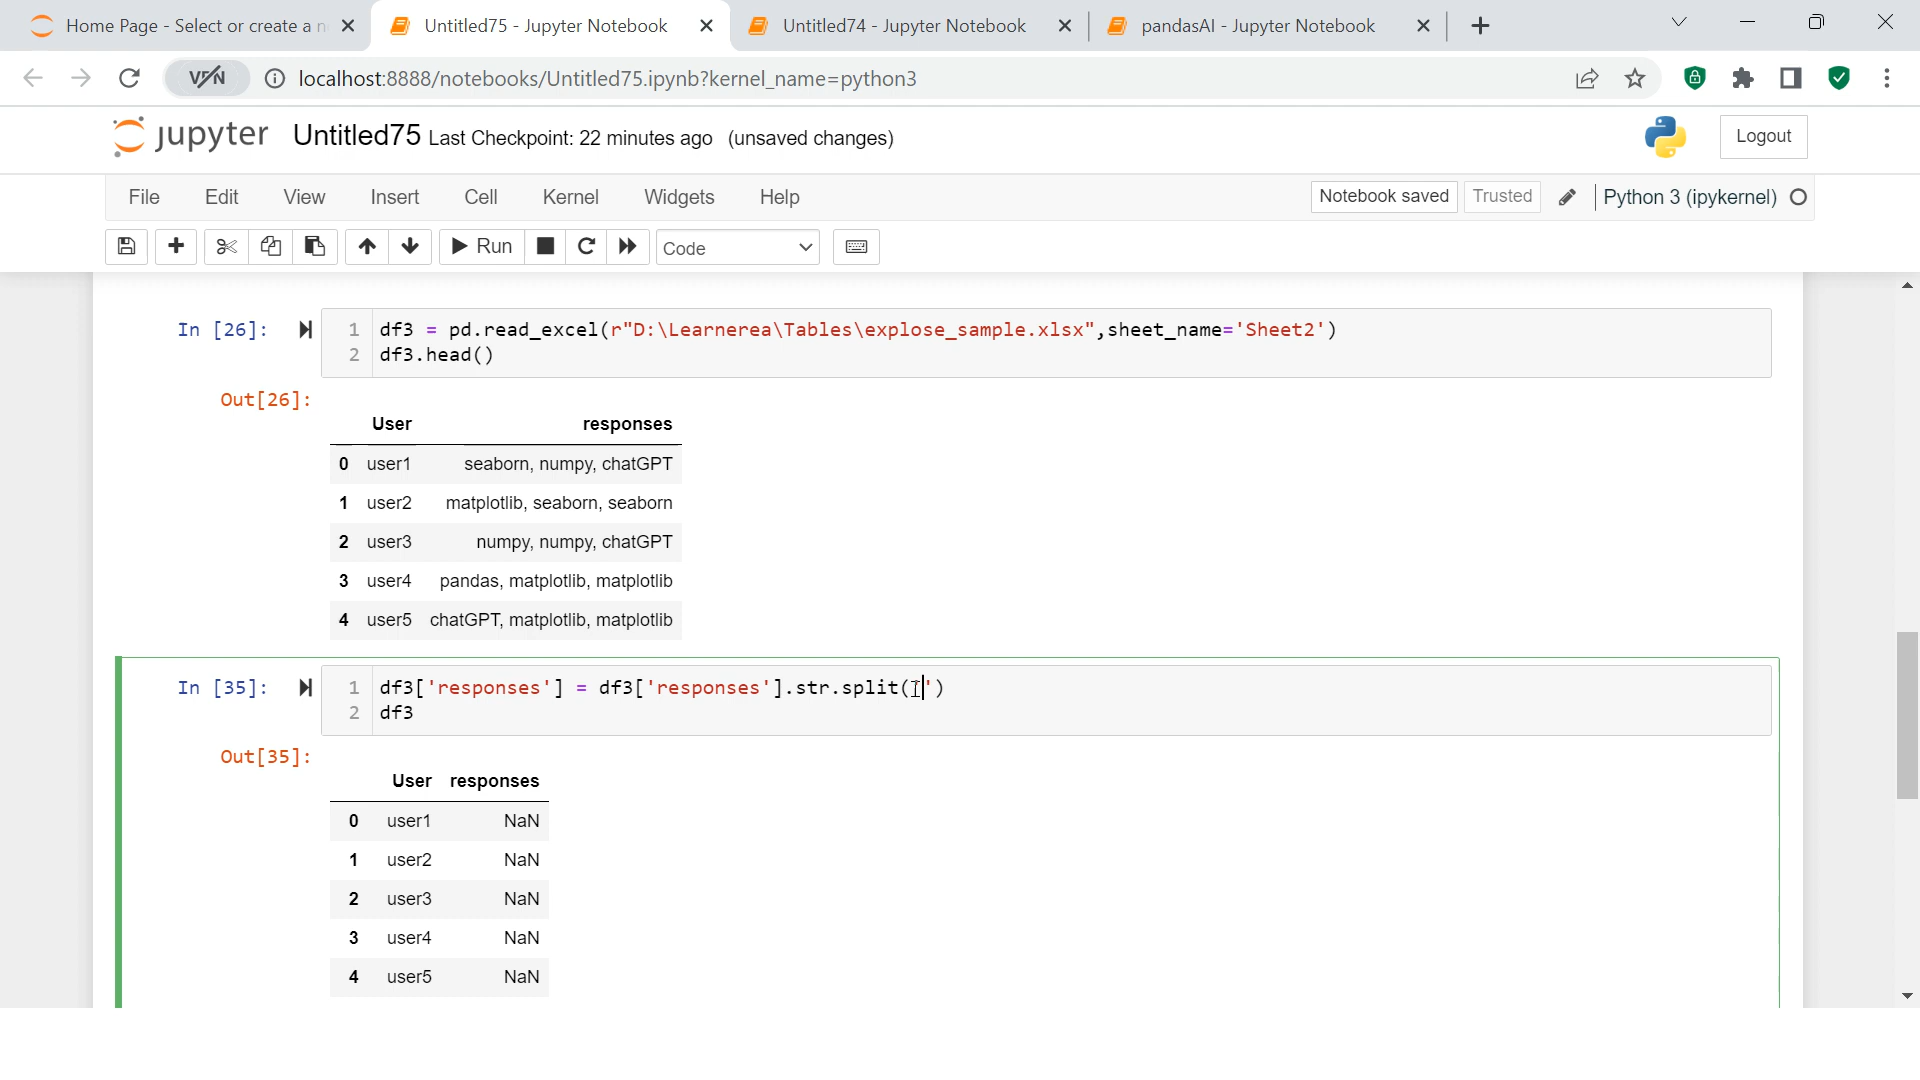 Home Page - Select or create a n
Untitled75 - Jupyter Notebook
Untitled74 - Jupyter Notebook
pandasAI - Jupyter Notebook
VPN
localhost:8888/notebooks/Untitled75.ipynb?kernel_name=python3
jupyter Untitled75 Last Checkpoint: 22 minutes ago (unsaved changes)
Logout
File Edit View Insert Cell Kernel Widgets Help
Notebook saved Trusted Python 3 (ipykernel)
Run Code
In [26]:
1 df3 = pd.read_excel(r"D:\Learnerea\Tables\explose_sample.xlsx",sheet_name='Sheet2')
2 df3.head()
Out[26]:
User responses
0 user1 seaborn, numpy, chatGPT
1 user2 matplotlib, seaborn, seaborn
2 user3 numpy, numpy, chatGPT
3 user4 pandas, matplotlib, matplotlib
4 user5 chatGPT, matplotlib, matplotlib
In [35]:
1 df3['responses'] = df3['responses'].str.split(')
2 df3
Out[35]:
User responses
0 user1 NaN
1 user2 NaN
2 user3 NaN
3 user4 NaN
4 user5 NaN